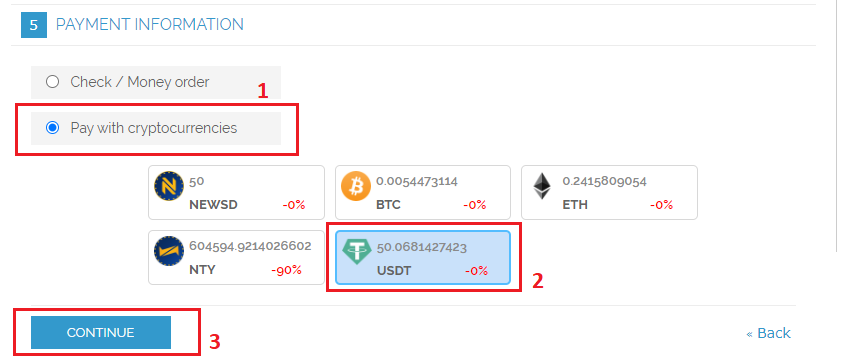 5 PAYMENT INFORMATION
Check / Money order
1
Pay with cryptocurrencies
50
NEWSD -0%
0.0054473114
BTC -0%
0.2415809054
ETH -0%
604594.9214026602
NTY -90%
50.0681427423
USDT -0%
2
CONTINUE
3
« Back